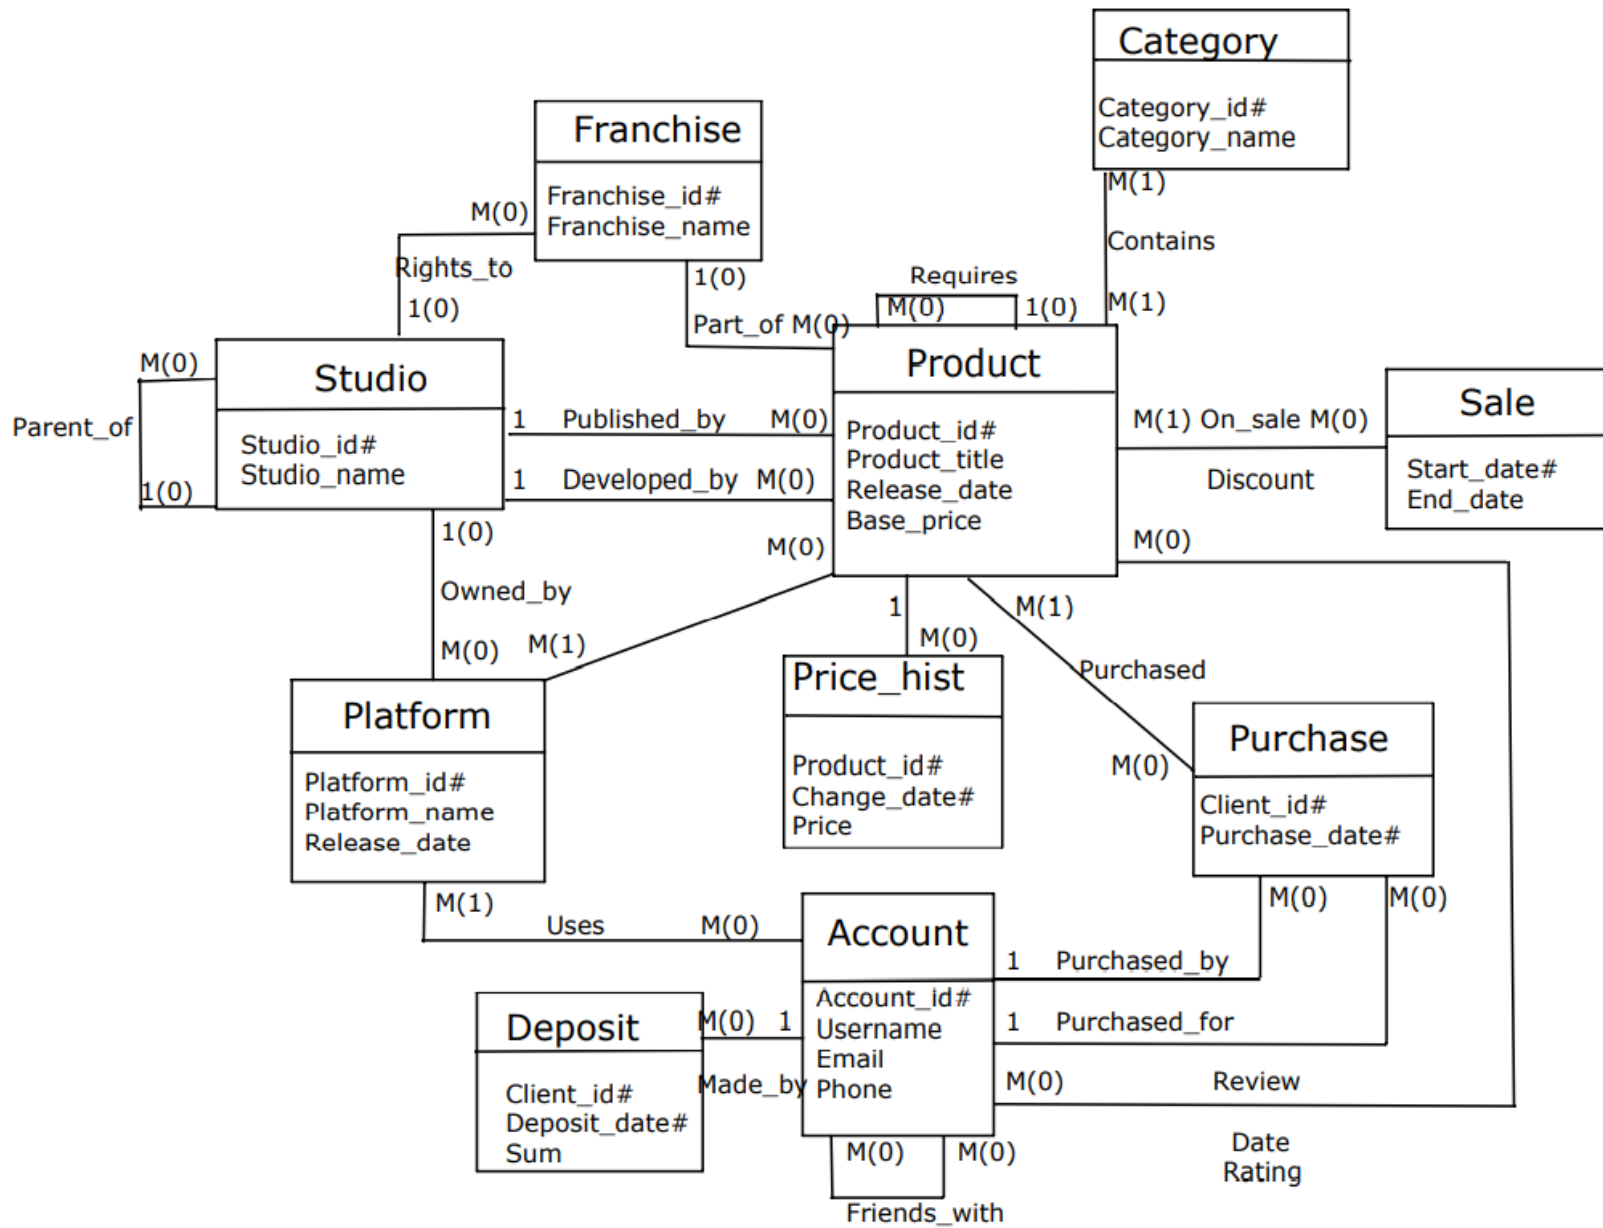 Category
Category_id#
Category_name
M(1)
Contains
M(1)
Franchise
Franchise_id#
Franchise_name
M(0)
Rights_to
1(0)
1(0)
Part_of M(0)
Requires
M(0)
1(0)
Studio
Studio_id#
Studio_name
M(0)
Parent_of
1(0)
1 Published_by M(0)
1 Developed_by M(0)
Product
Product_id#
Product_title
Release_date
Base_price
M(1) On_sale M(0)
Discount
Sale
Start_date#
End_date
1(0)
Owned_by
M(0)
M(0)
M(1)
1
M(0)
M(1)
Purchased
M(0)
M(0)
Platform
Platform_id#
Platform_name
Release_date
Price_hist
Product_id#
Change_date#
Price
Purchase
Client_id#
Purchase_date#
M(1)
Uses
M(0)
Account
Account_id#
Username
Email
Phone
M(0)
M(0)
1 Purchased_by
1 Purchased_for
M(0) Review
Date
Rating
Deposit
Client_id#
Deposit_date#
Sum
M(0) 1
Made_by
M(0)
M(0)
Friends_with